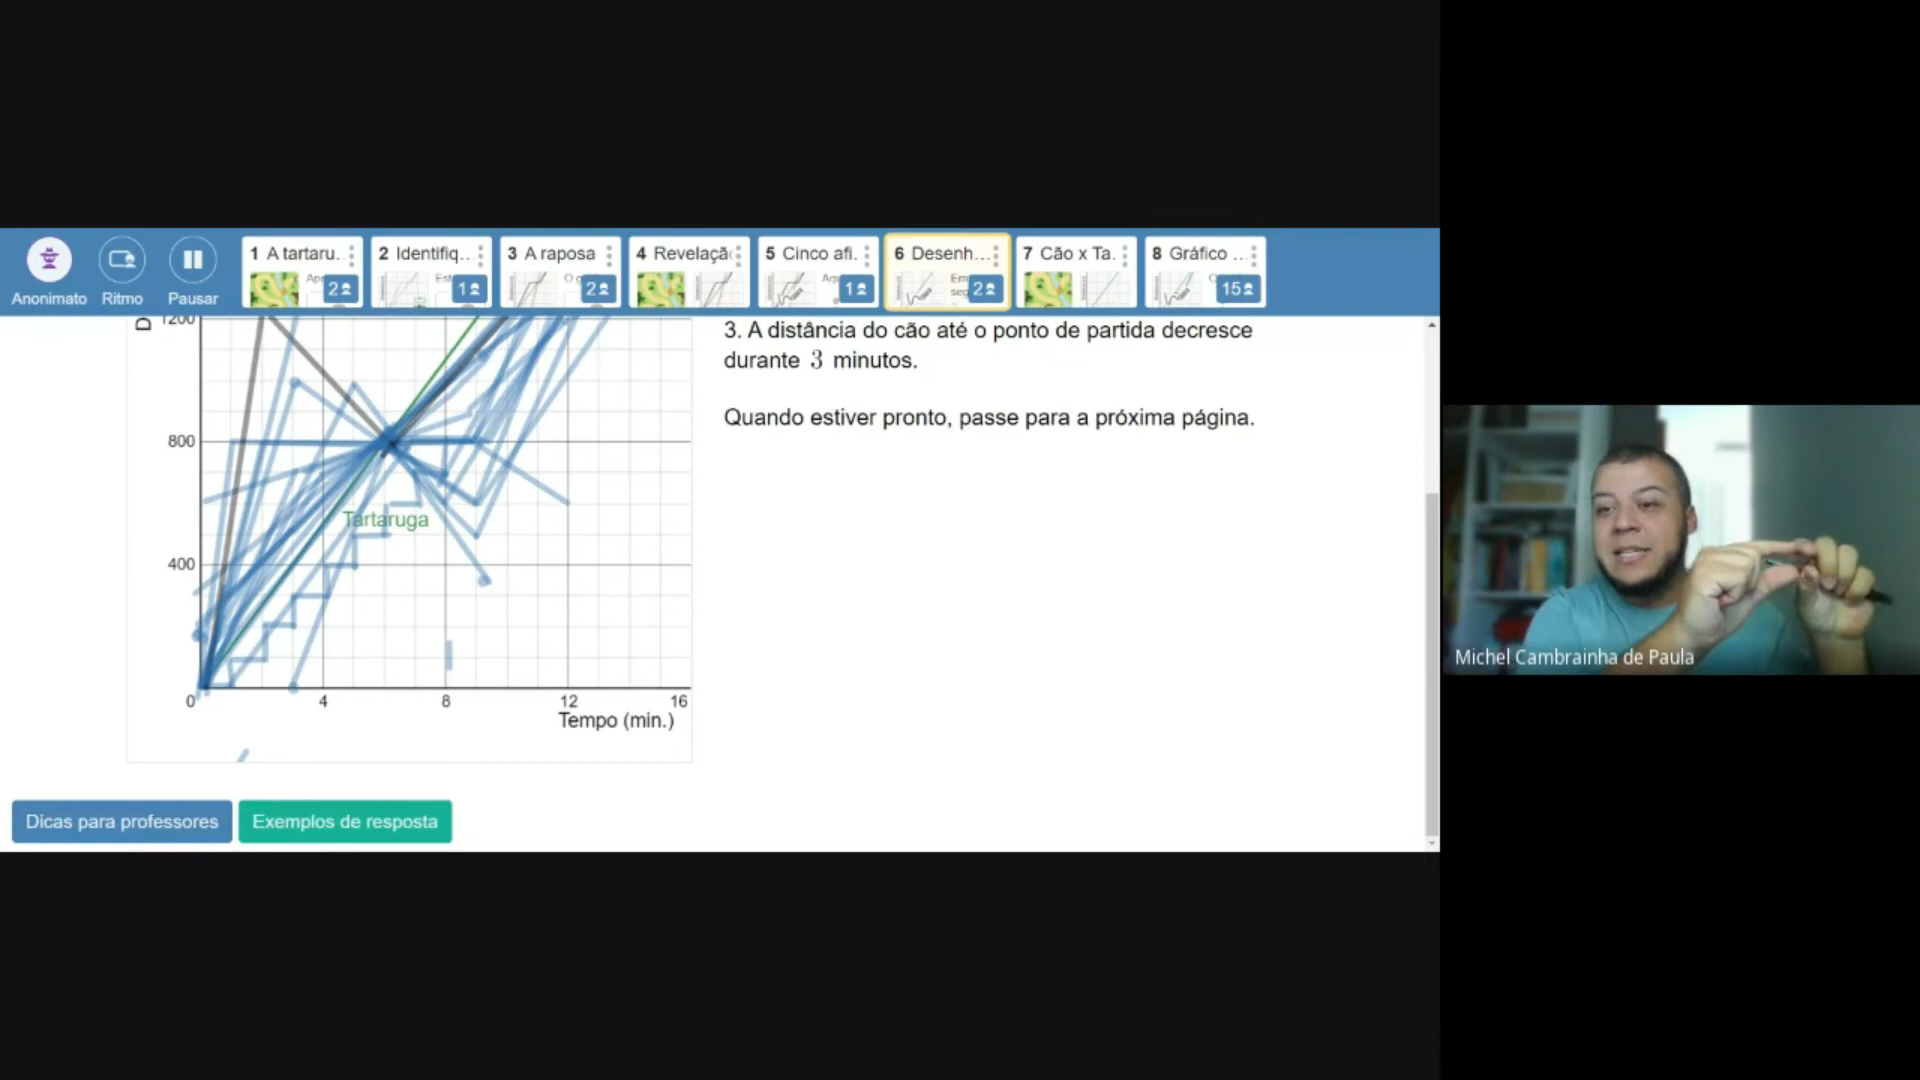 1 A tartaru...
2 Identifiq...
3 A raposa
4 Revelação
5 Cinco afi.
6 Desenh...
7 Cão x Ta.
8 Gráfico ...
2
1
2
1
2
15
Anonimato
Ritmo
Pausar
1200
800
400
0
4
8
12
16
Tartaruga
Tempo (min.)
3. A distância do cão até o ponto de partida decresce
durante 3 minutos.
Quando estiver pronto, passe para a próxima página.
Dicas para professores
Exemplos de resposta
Michel Cambrainha de Paula